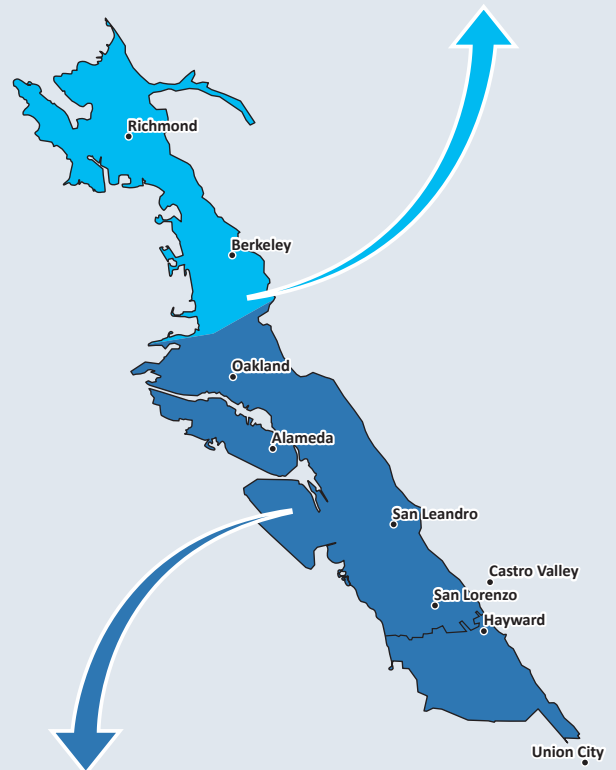 Richmond
Berkeley
Oakland
Alameda
San Leandro
Castro Valley
San Lorenzo
Hayward
Union City